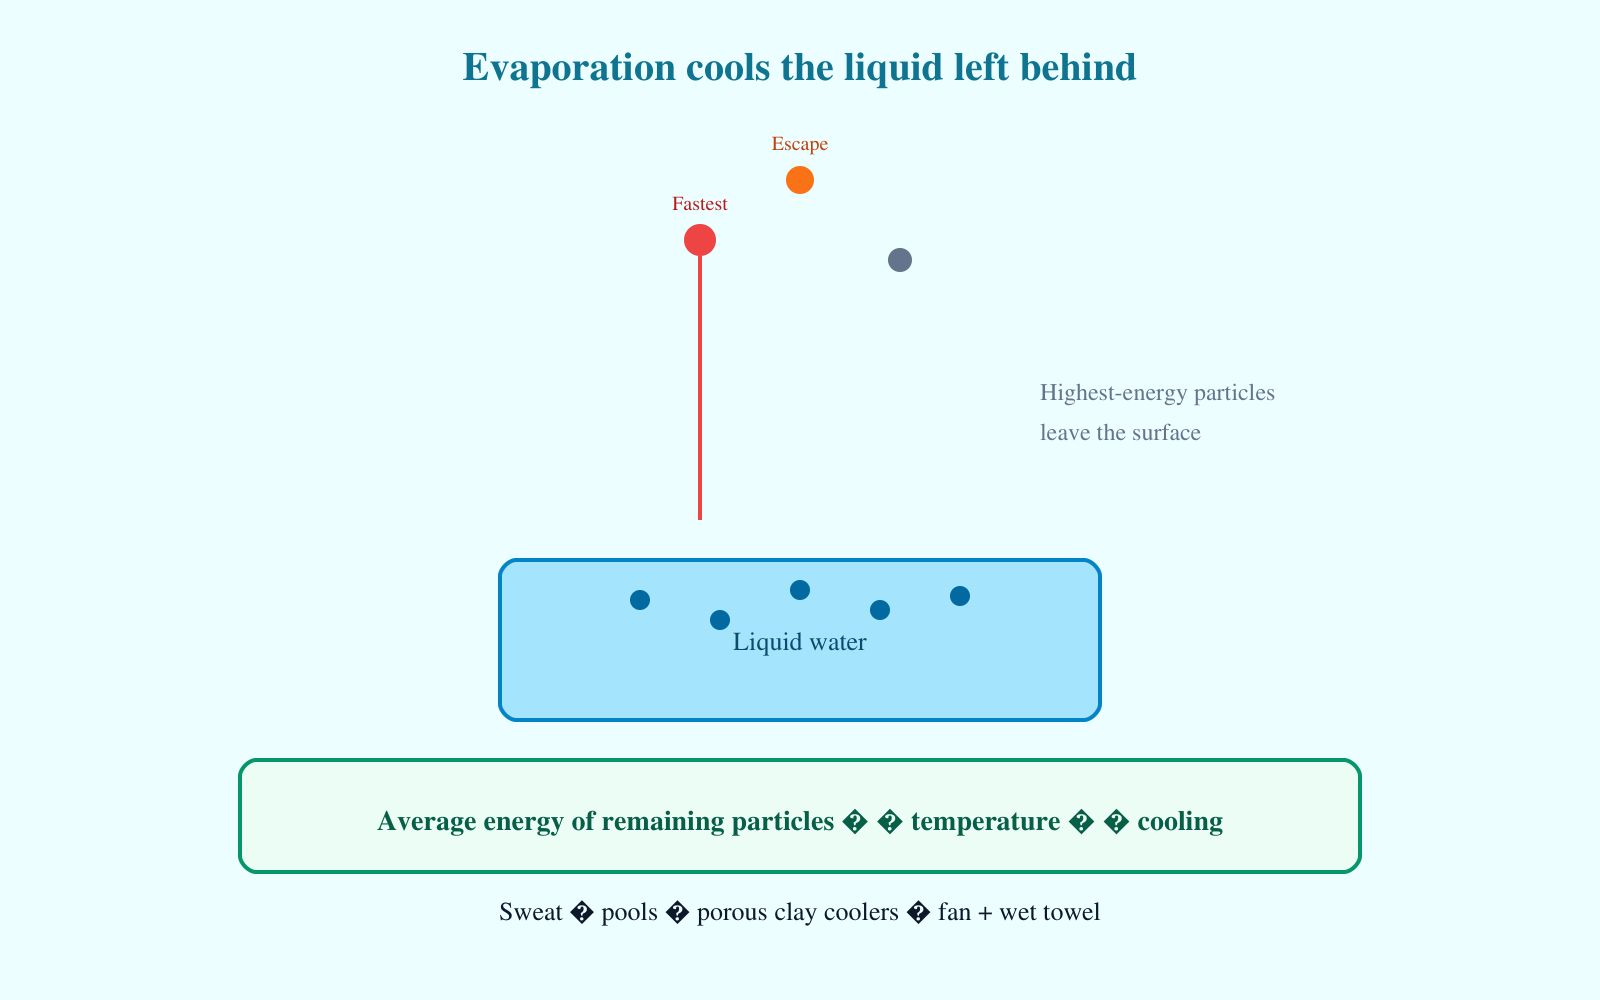 Evaporation cools the liquid left behind
Escape
Fastest
Highest-energy particles
leave the surface
Liquid water
Average energy of remaining particles � � temperature � � cooling
Sweat � pools � porous clay coolers � fan + wet towel